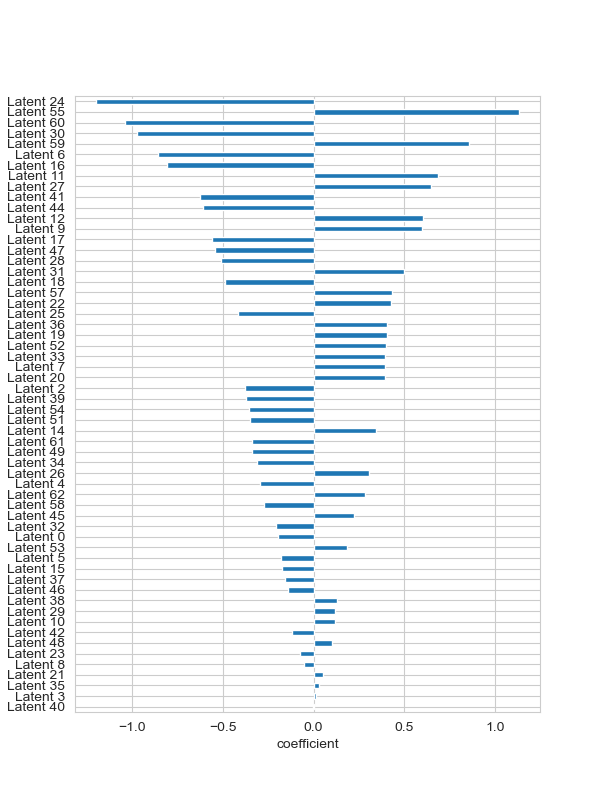 Latent 24
Latent 55
Latent 60
Latent 30
Latent 59
Latent 6
Latent 16
Latent 11
Latent 27
Latent 41
Latent 44
Latent 12
Latent 9
Latent 17
Latent 47
Latent 28
Latent 31
Latent 18
Latent 57
Latent 22
Latent 25
Latent 36
Latent 19
Latent 52
Latent 33
Latent 7
Latent 20
Latent 2
Latent 39
Latent 54
Latent 51
Latent 14
Latent 61
Latent 49
Latent 34
Latent 26
Latent 4
Latent 62
Latent 58
Latent 45
Latent 32
Latent 0
Latent 53
Latent 5
Latent 15
Latent 37
Latent 46
Latent 38
Latent 29
Latent 10
Latent 42
Latent 48
Latent 23
Latent 8
Latent 21
Latent 35
Latent 3
Latent 40
−1.0 −0.5 0.0 0.5 1.0
coefficient